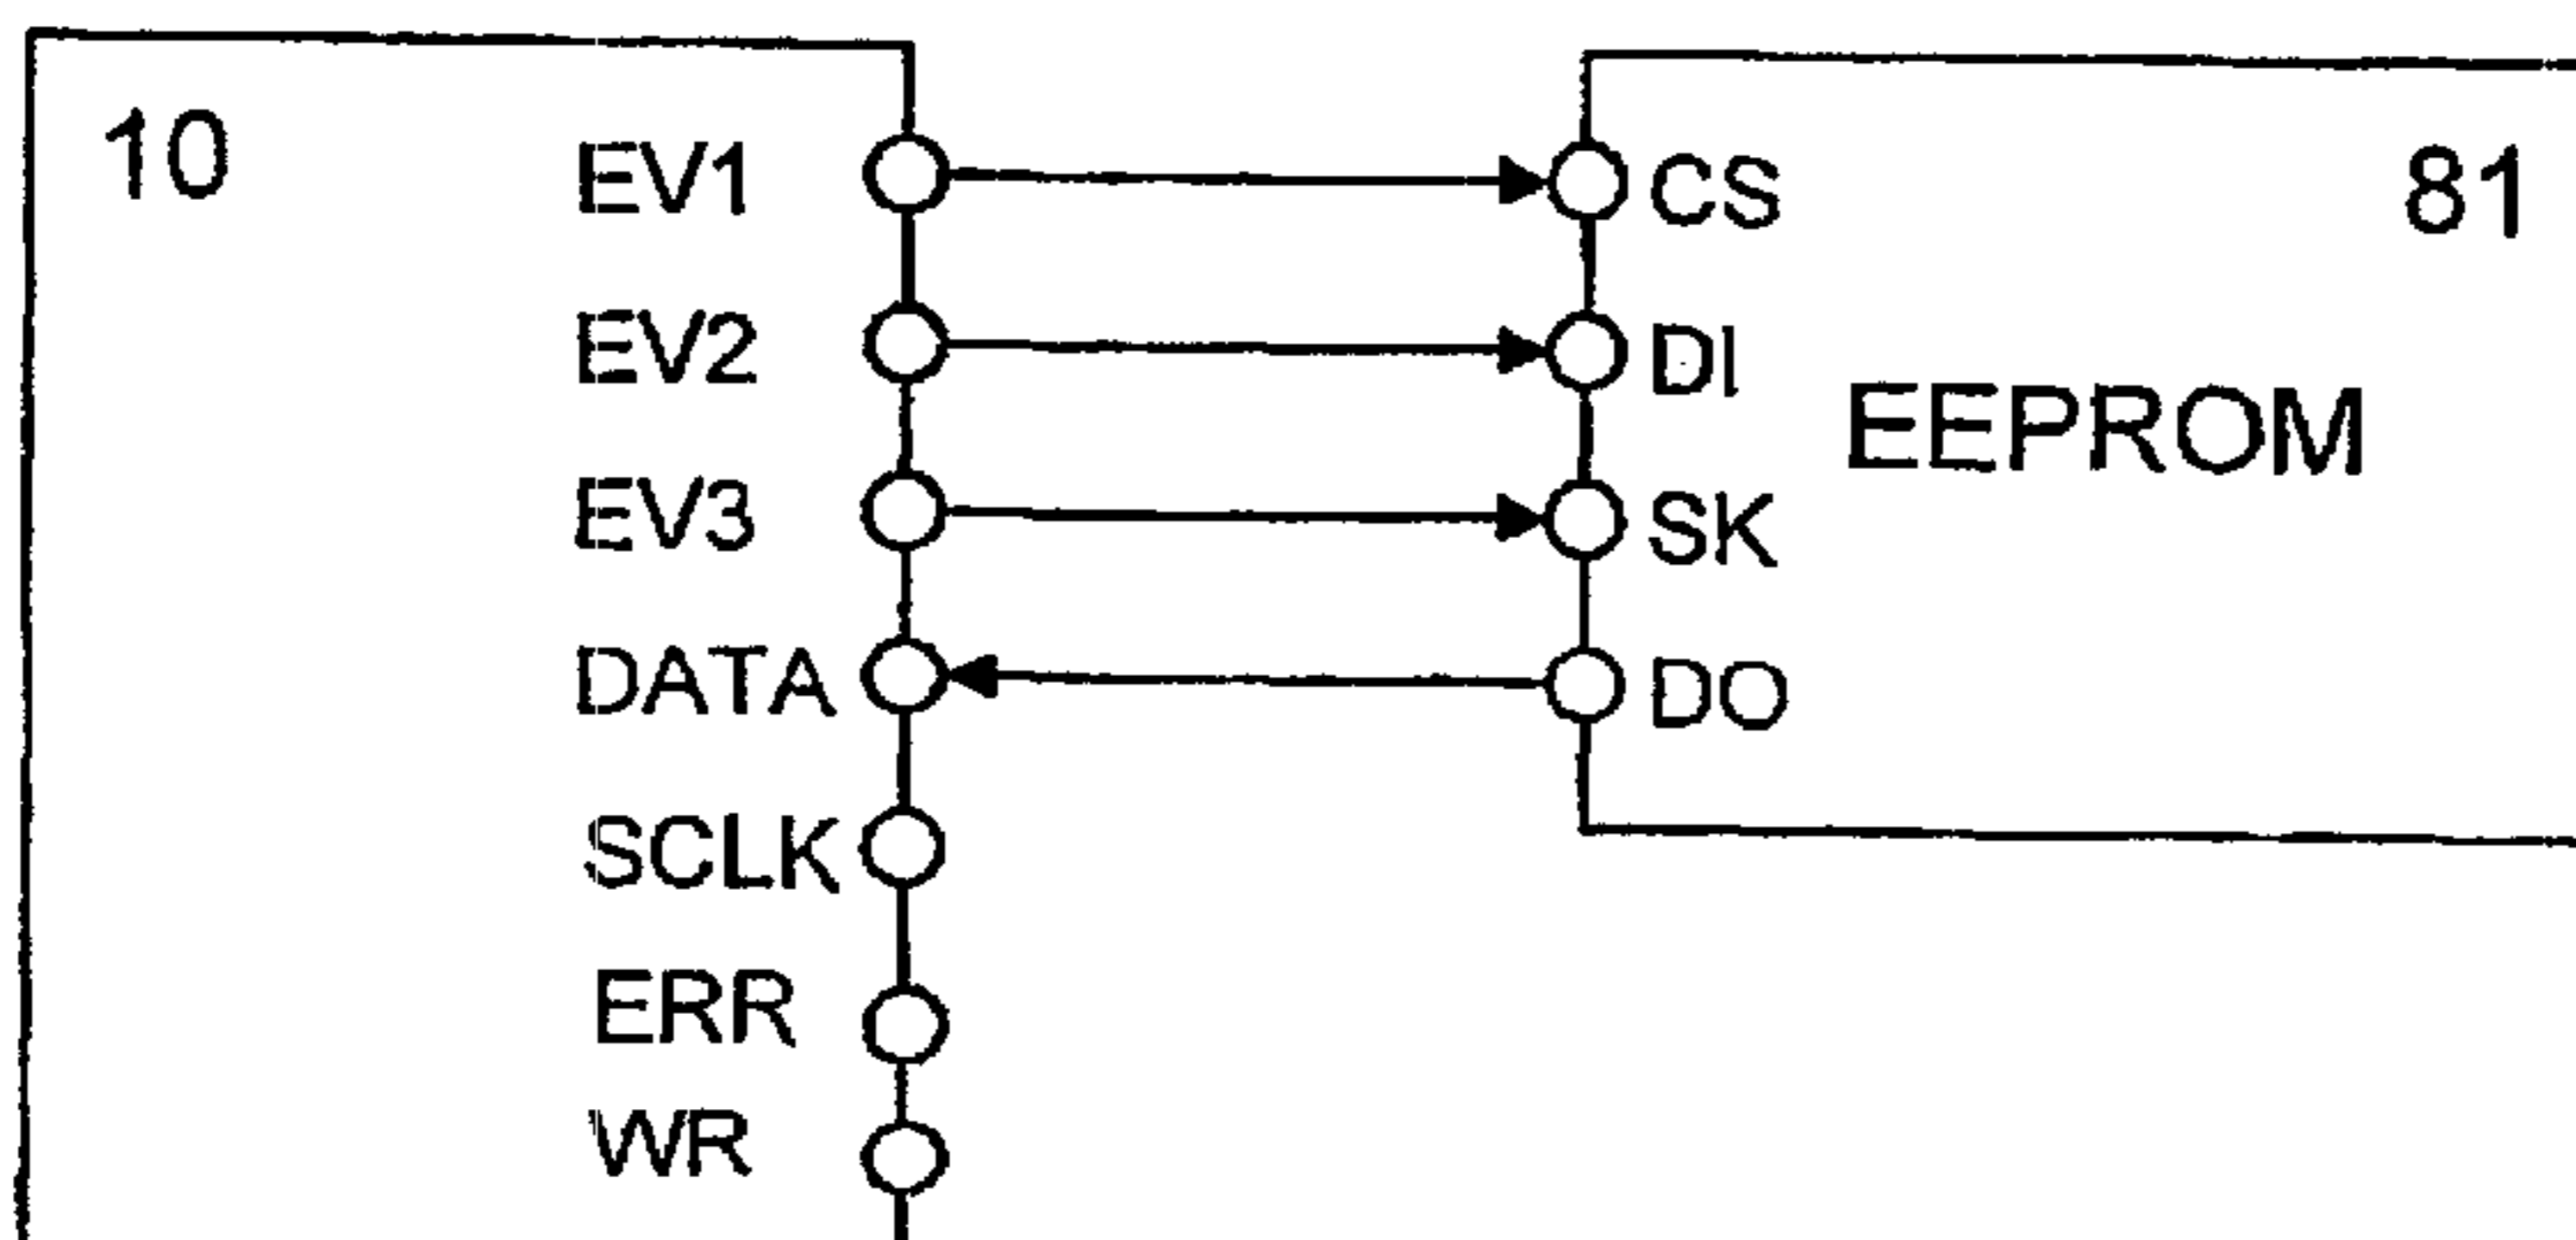 10
EV1
EV2
EV3
DATA
SCLK
ERR
WR
81
CS
DI
SK
DO
EEPROM